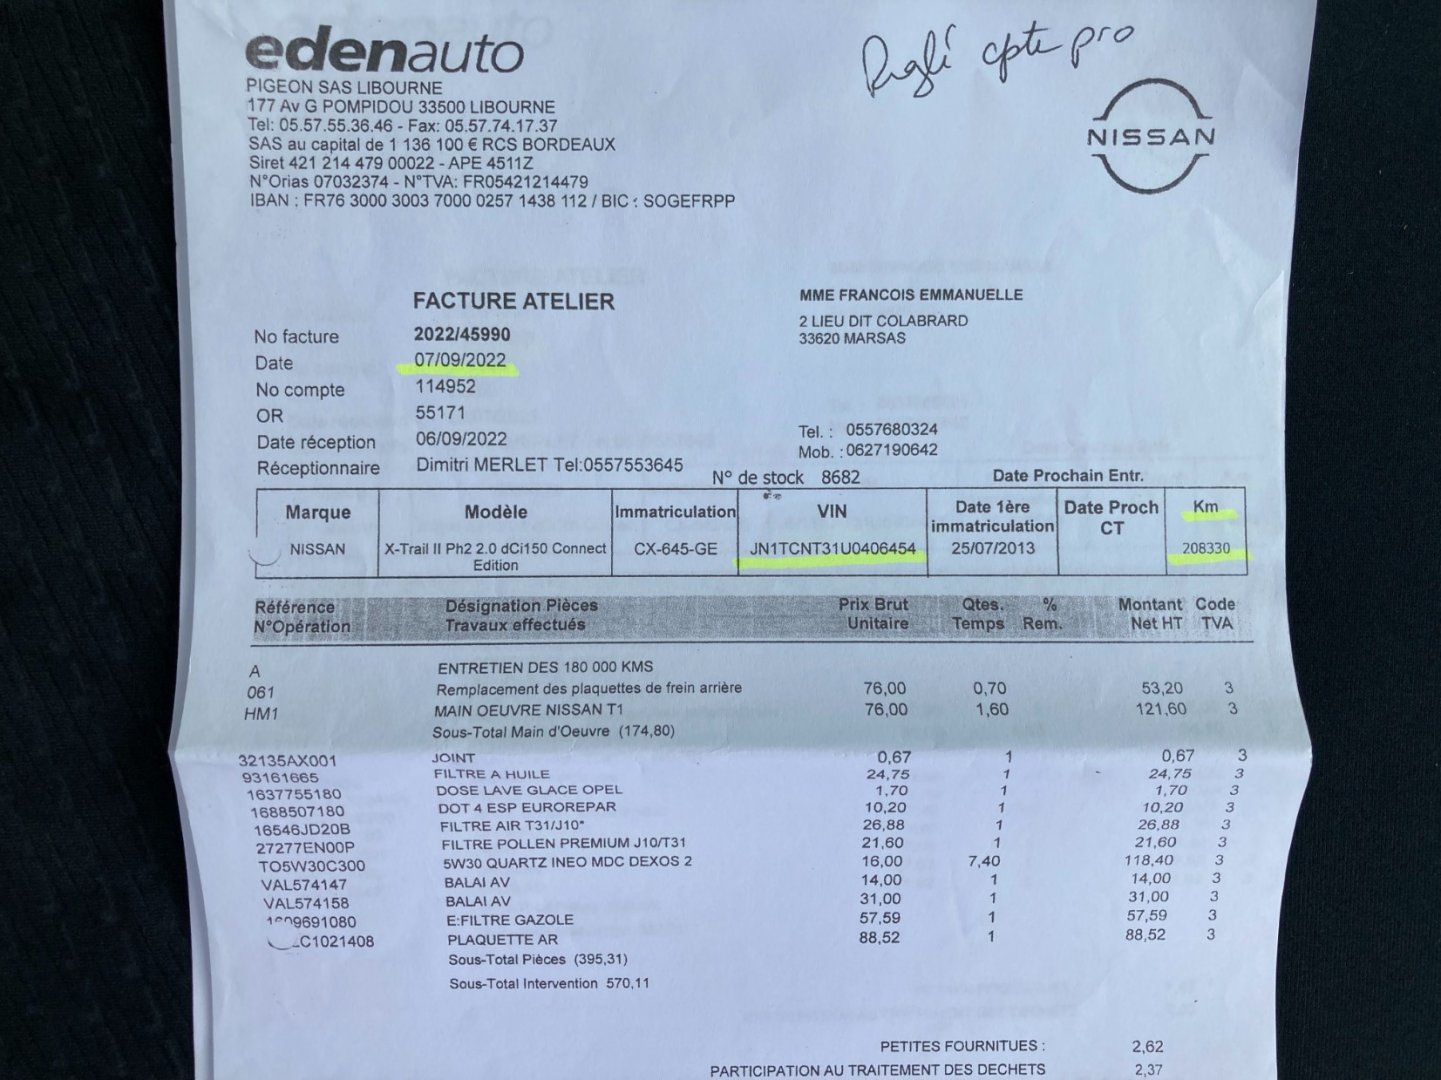 edenauto
Reglé cpte pro
PIGEON SAS LIBOURNE
177 Av G POMPIDOU 33500 LIBOURNE
Tel: 05.57.55.36.46 - Fax: 05.57.74.17.37
SAS au capital de 1 136 100 € RCS BORDEAUX
Siret 421 214 479 00022 - APE 4511Z
N°Orias 07032374 - N°TVA: FR05421214479
IBAN : FR76 3000 3003 7000 0257 1438 112 / BIC : SOGEFRPP
NISSAN
FACTURE ATELIER
No facture 2022/45990
Date 07/09/2022
No compte 114952
OR 55171
Date réception 06/09/2022
Réceptionnaire Dimitri MERLET Tel:0557553645
MME FRANCOIS EMMANUELLE
2 LIEU DIT COLABRARD
33620 MARSAS
Tel. : 0557680324
Mob. : 0627190642
N° de stock 8682 Date Prochain Entr.
Marque Modèle Immatriculation VIN Date 1ère immatriculation Date Proch CT Km
NISSAN X-Trail II Ph2 2.0 dCi150 Connect Edition CX-645-GE JN1TCNT31U0406454 25/07/2013 208330
Référence Désignation Pièces Prix Brut Qtes. % Montant Code
N°Opération Travaux effectués Unitaire Temps Rem. Net HT TVA
A ENTRETIEN DES 180 000 KMS
061 Remplacement des plaquettes de frein arrière 76,00 0,70 53,20 3
HM1 MAIN OEUVRE NISSAN T1 76,00 1,60 121,60 3
Sous-Total Main d'Oeuvre (174,80)
32135AX001 JOINT 0,67 1 0,67 3
93161665 FILTRE A HUILE 24,75 1 24,75 3
1637755180 DOSE LAVE GLACE OPEL 1,70 1 1,70 3
1688507180 DOT 4 ESP EUROREPAR 10,20 1 10,20 3
16546JD20B FILTRE AIR T31/J10* 26,88 1 26,88 3
27277EN00P FILTRE POLLEN PREMIUM J10/T31 21,60 1 21,60 3
TO5W30C300 5W30 QUARTZ INEO MDC DEXOS 2 16,00 7,40 118,40 3
VAL574147 BALAI AV 14,00 1 14,00 3
VAL574158 BALAI AV 31,00 1 31,00 3
9691080 E:FILTRE GAZOLE 57,59 1 57,59 3
C1021408 PLAQUETTE AR 88,52 1 88,52 3
Sous-Total Pièces (395,31)
Sous-Total Intervention 570,11
PETITES FOURNITUES : 2,62
PARTICIPATION AU TRAITEMENT DES DECHETS 2,37